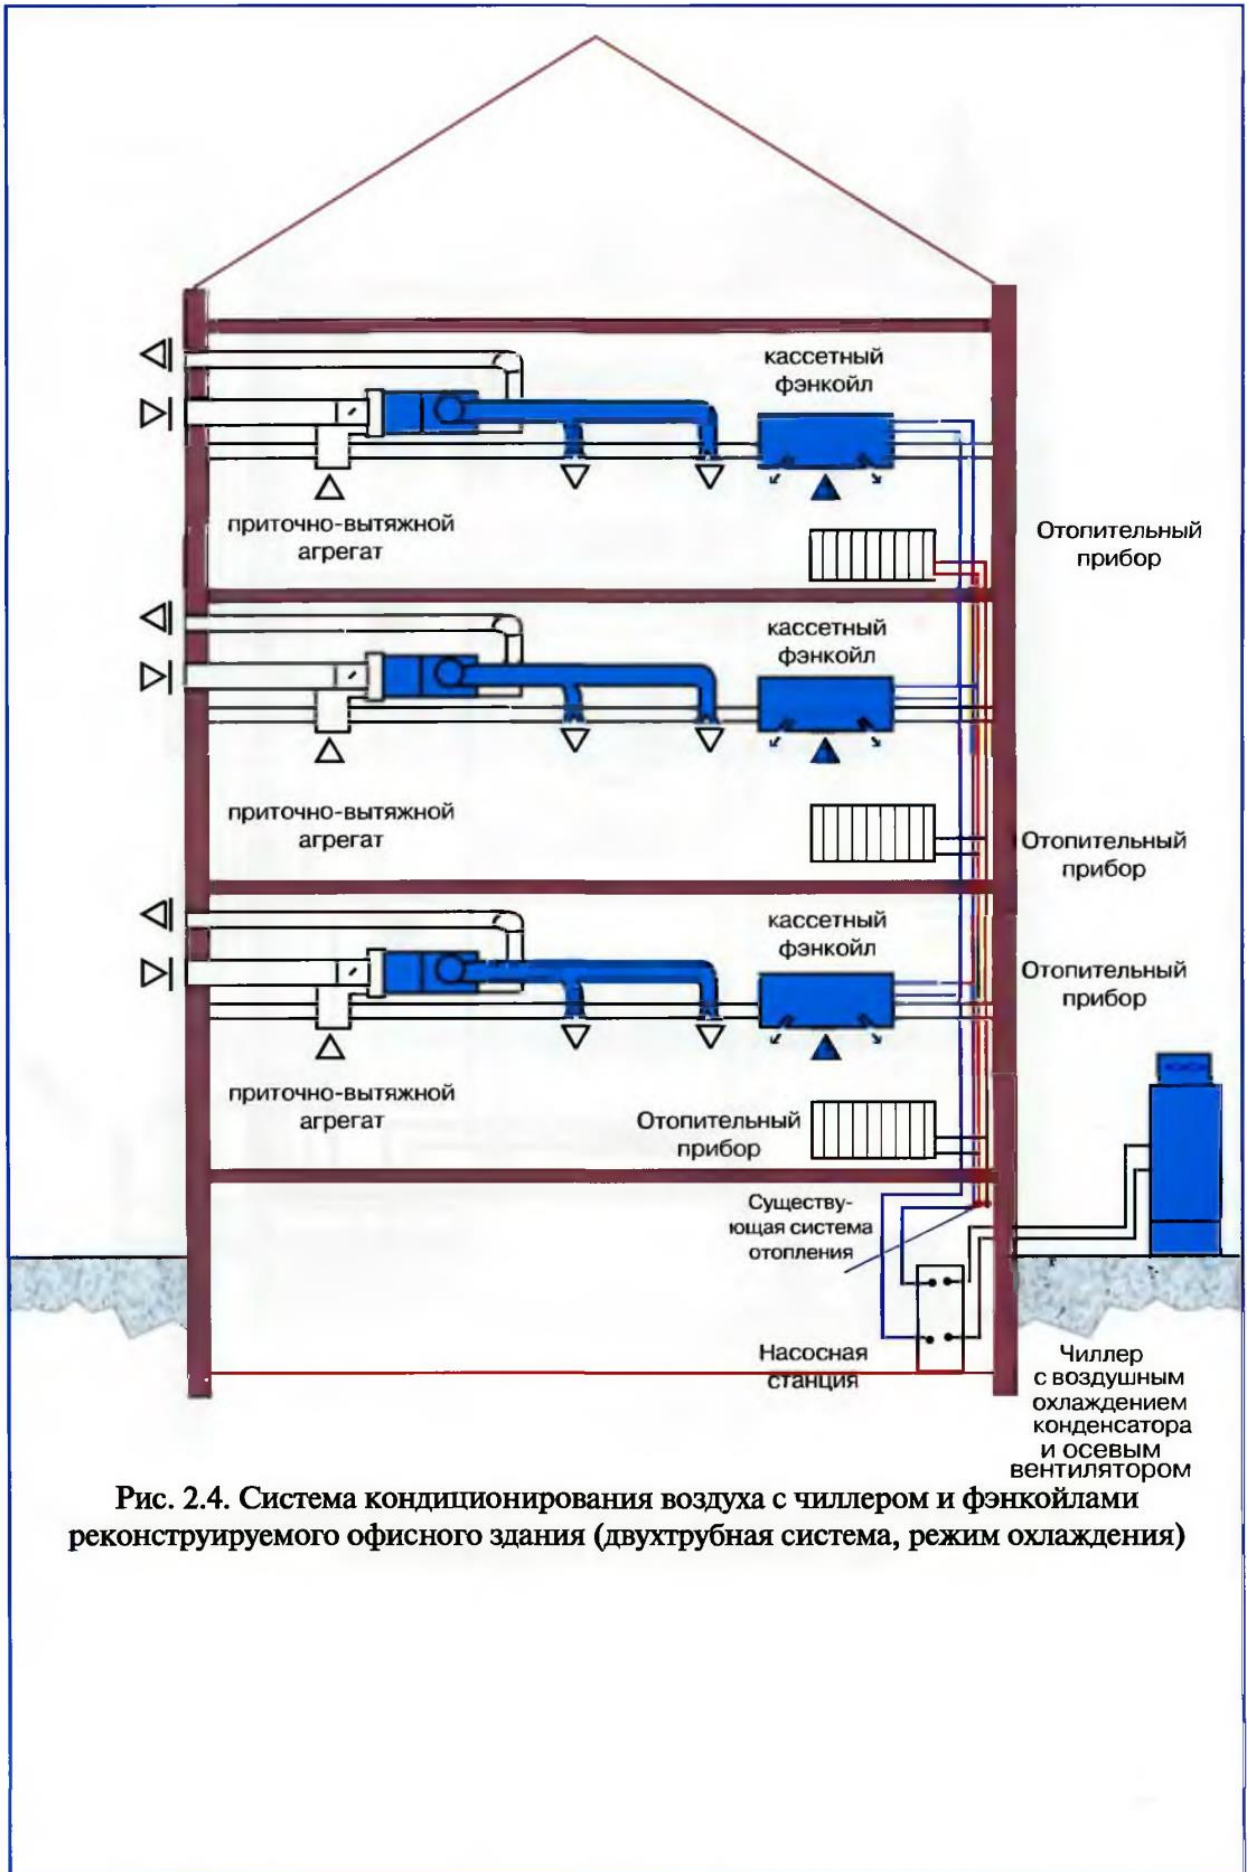 кассетный
фэнкойл
приточно-вытяжной
агрегат
Отопительный
прибор
кассетный
фэнкойл
приточно-вытяжной
агрегат
Отопительный
прибор
кассетный
фэнкойл
Отопительный
прибор
приточно-вытяжной
агрегат
Отопительный
прибор
Существу-
ющая система
отопления
Насосная
станция
Чиллер
с воздушным
охлаждением
конденсатора
и осевым
вентилятором
Рис. 2.4. Система кондиционирования воздуха с чиллером и фэнкойлами
реконструируемого офисного здания (двухтрубная система, режим охлаждения)